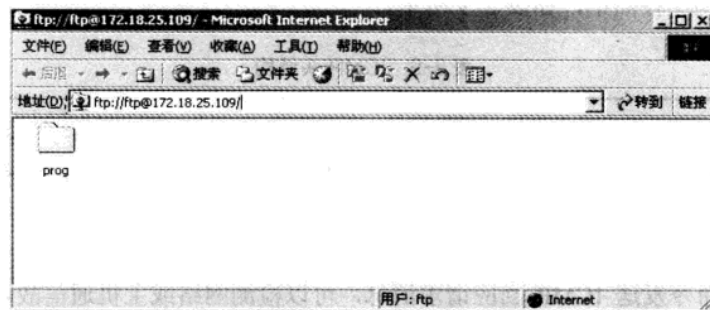 ftp://ftp@172.18.25.109/ - Microsoft Internet Explorer
文件(F) 编辑(E) 查看(V) 收藏(A) 工具(T) 帮助(H)
后退 搜索 文件夹
地址(D) ftp://ftp@172.18.25.109/ 转到 链接
prog
用户: ftp Internet